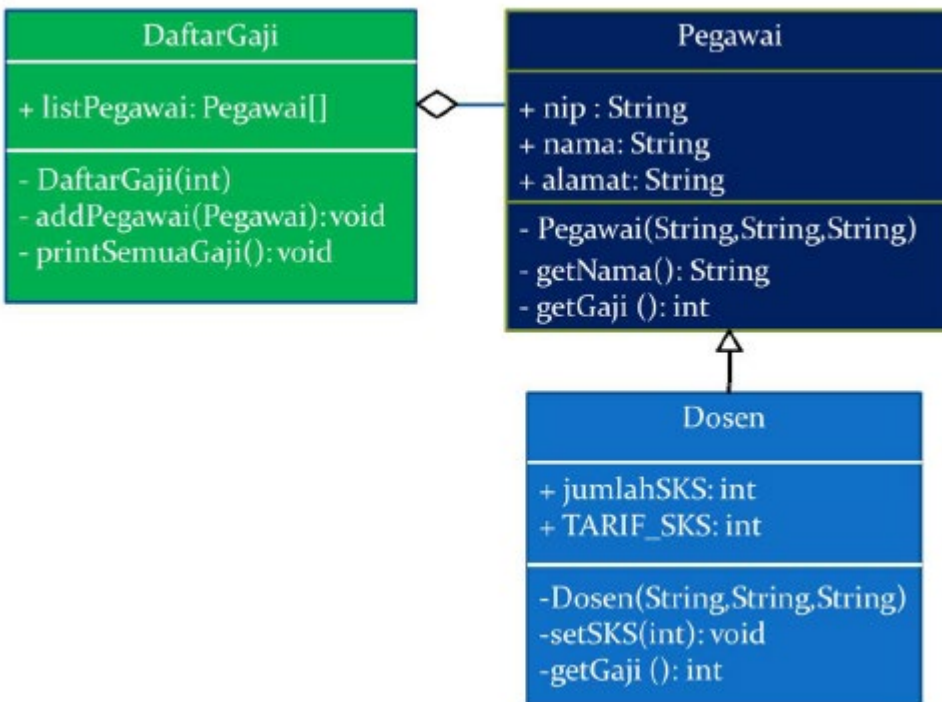 DaftarGaji
+ listPegawai: Pegawai[]
- DaftarGaji(int)
- addPegawai(Pegawai):void
- printSemuaGaji():void
Pegawai
+ nip : String
+ nama: String
+ alamat: String
- Pegawai(String,String,String)
- getNama(): String
- getGaji (): int
Dosen
+ jumlahSKS: int
+ TARIF_SKS: int
-Dosen(String,String,String)
-setSKS(int): void
-getGaji (): int